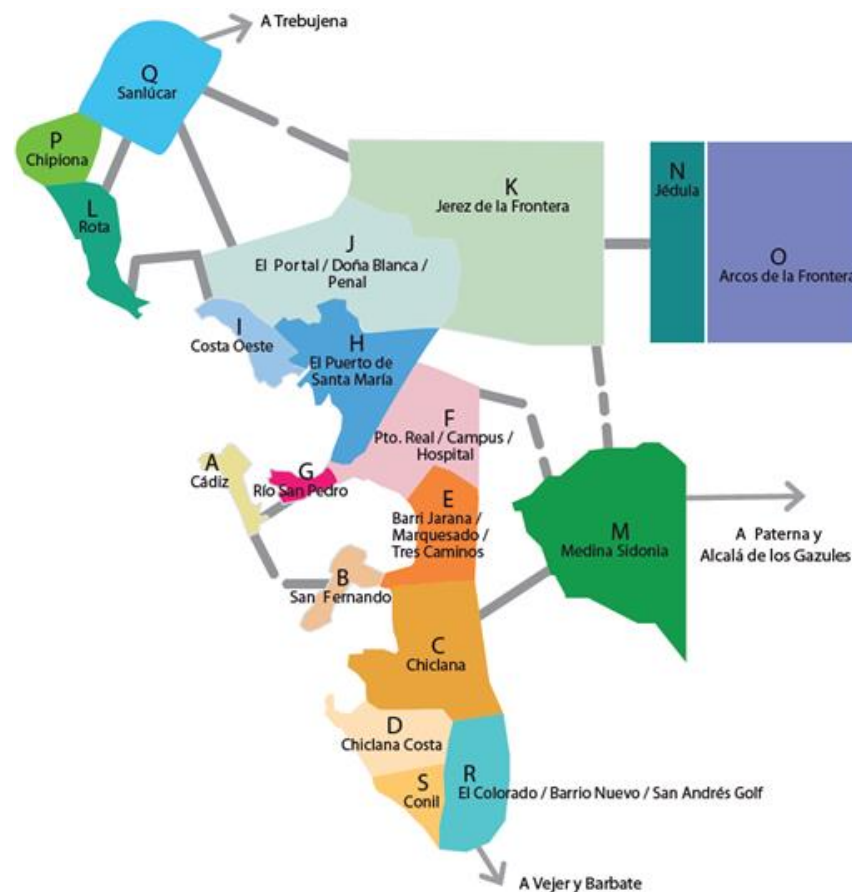 A Trebujena
Q
Sanlúcar
P
Chipiona
L
Rota
K
Jerez de la Frontera
N
Jédula
O
Arcos de la Frontera
J
El Portal / Doña Blanca /
Penal
I
Costa Oeste
H
El Puerto de
Santa María
F
Pto. Real / Campus /
Hospital
A
Cádiz
G
Río San Pedro
E
Barri Jarana /
Marquesado /
Tres Caminos
M
Medina Sidonia
A Paterna y
Alcalá de los Gazules
B
San Fernando
C
Chiclana
D
Chiclana Costa
S
Conil
R
El Colorado / Barrio Nuevo / San Andrés Golf
A Vejer y Barbate